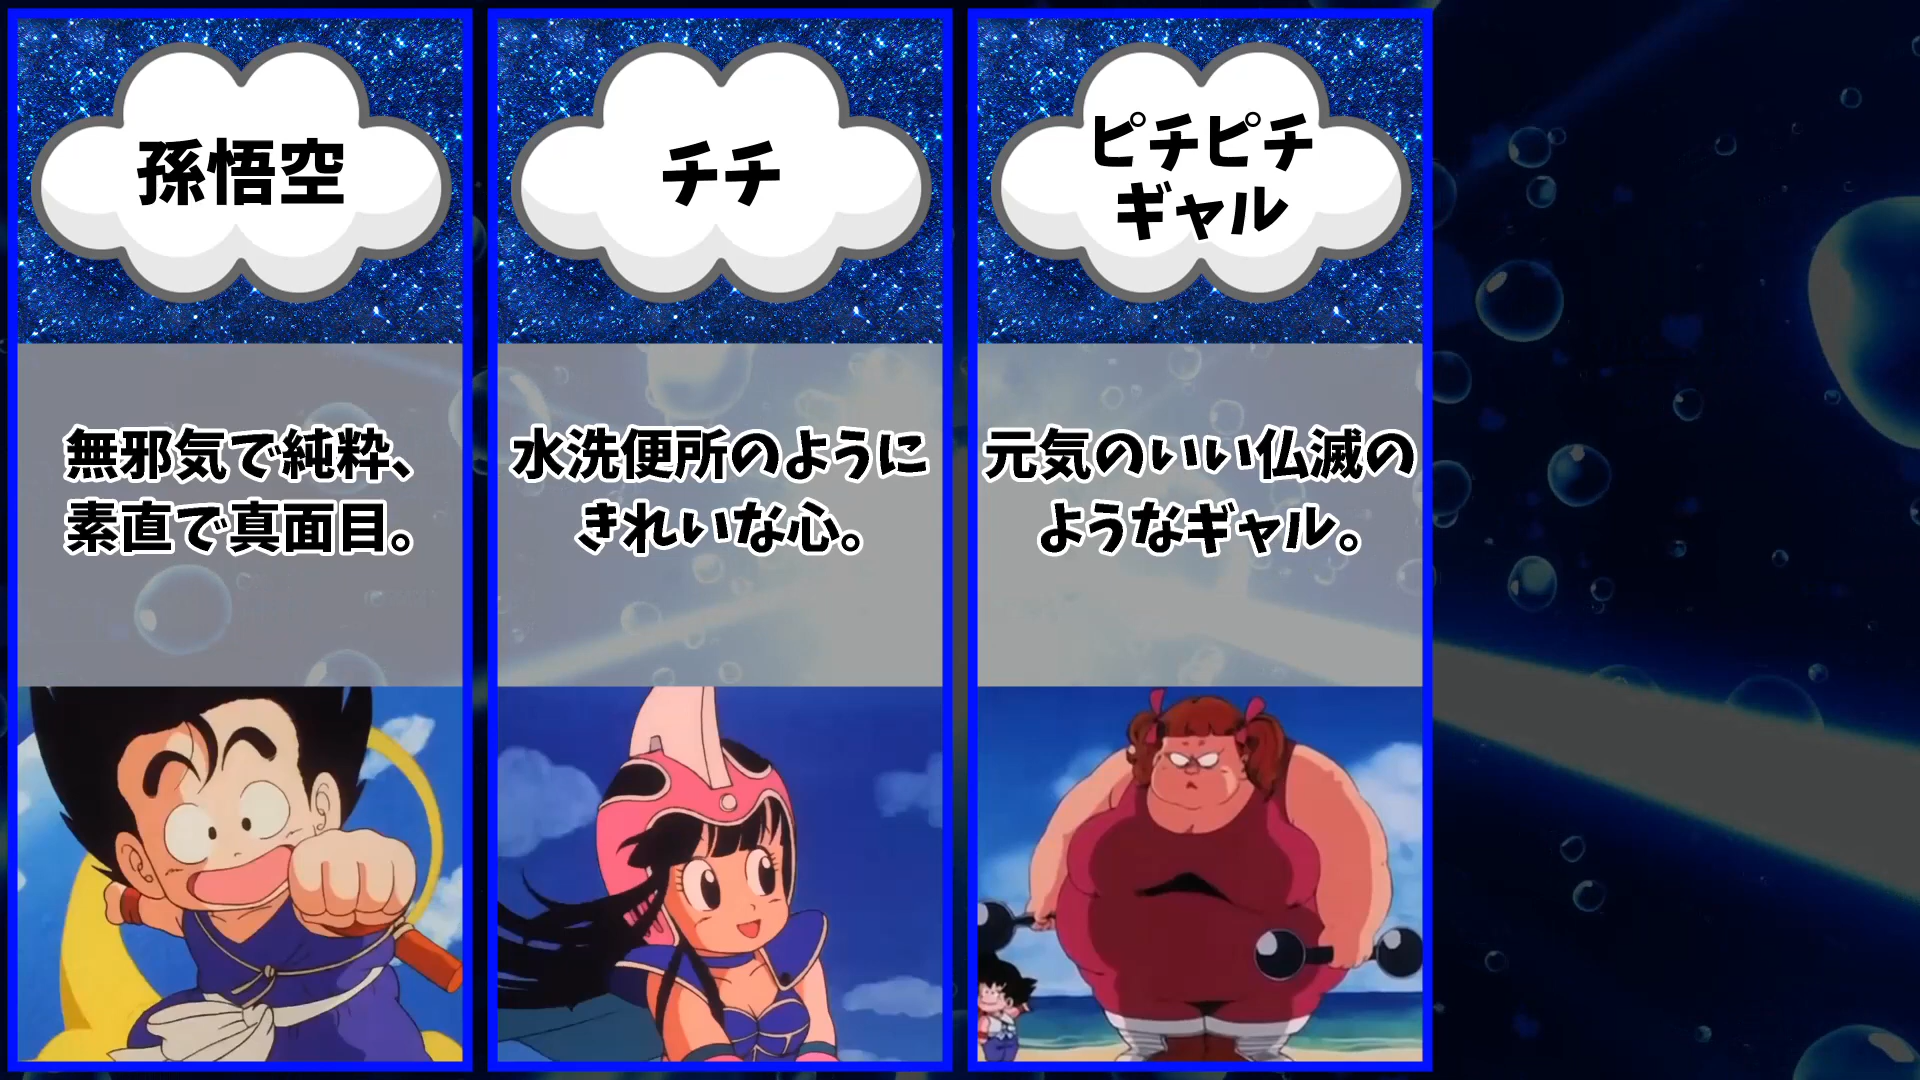 孫悟空
無邪気で純粋、
素直で真面目。
チチ
水洗便所のように
きれいな心。
ピチピチ
ギャル
元気のいい仏滅の
ようなギャル。